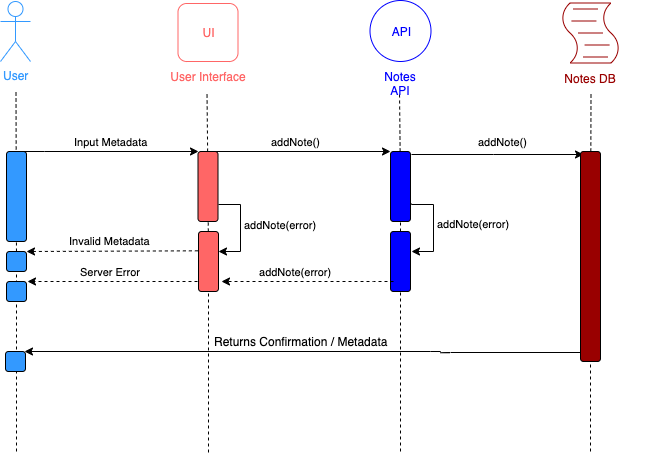 UI
API
User
User Interface
Notes
API
Notes DB
Input Metadata
addNote()
addNote()
addNote(error)
addNote(error)
Invalid Metadata
Server Error
addNote(error)
Returns Confirmation / Metadata